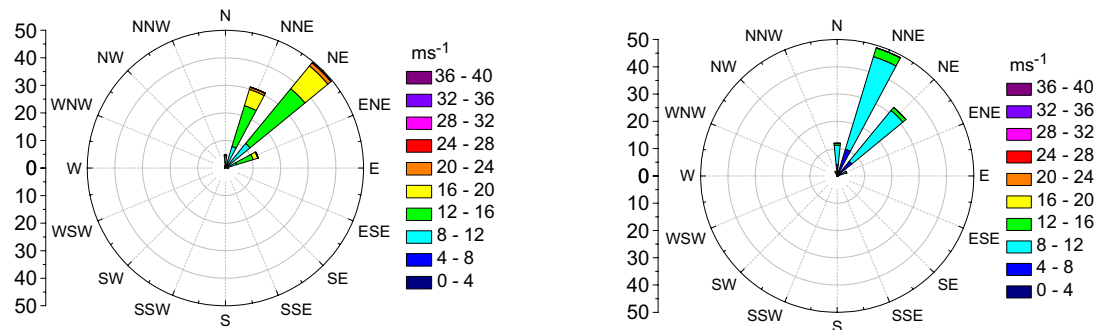 50
40
30
20
10
0
10
20
30
40
50
N
NNE
NE
ENE
E
ESE
SE
SSE
S
SSW
SW
WSW
W
WNW
NW
NNW
ms-1
36 - 40
32 - 36
28 - 32
24 - 28
20 - 24
16 - 20
12 - 16
8 - 12
4 - 8
0 - 4
50
40
30
20
10
0
10
20
30
40
50
N
NNE
NE
ENE
E
ESE
SE
SSE
S
SSW
SW
WSW
W
WNW
NW
NNW
ms-1
36 - 40
32 - 36
28 - 32
24 - 28
20 - 24
16 - 20
12 - 16
8 - 12
4 - 8
0 - 4